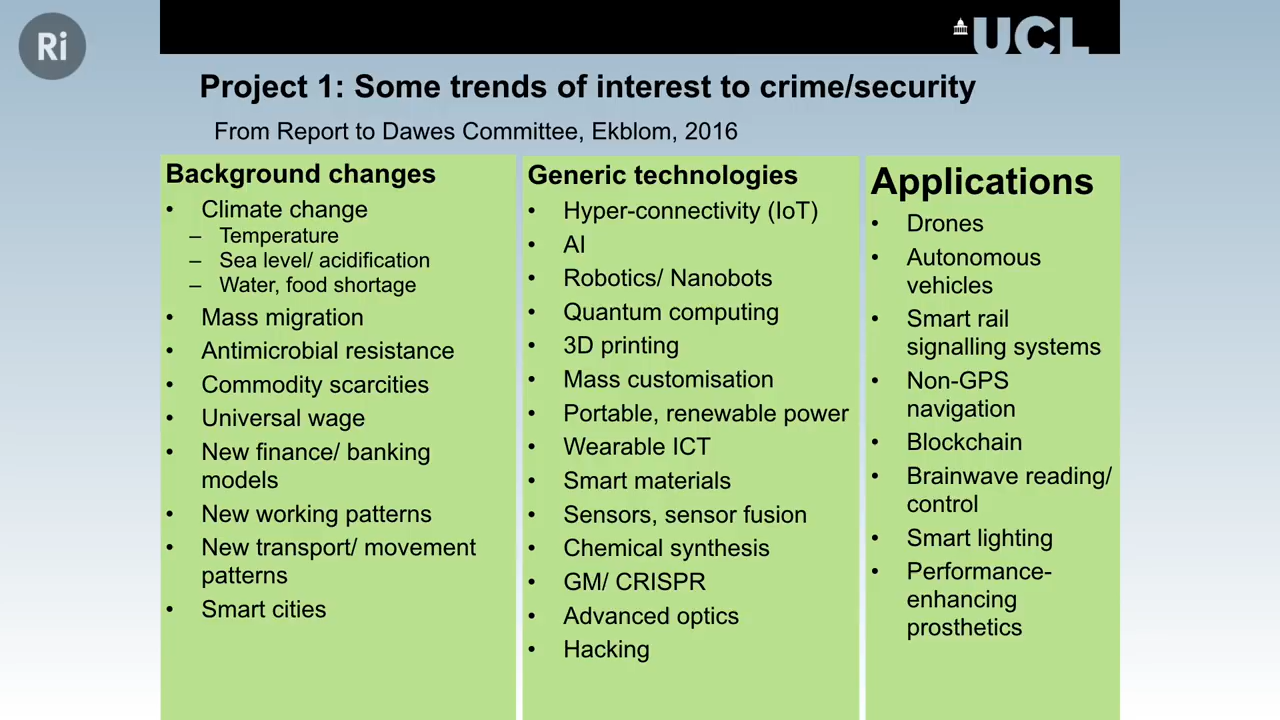 Ri
UCL
Project 1: Some trends of interest to crime/security
From Report to Dawes Committee, Ekblom, 2016
Background changes
• Climate change
– Temperature
– Sea level/ acidification
– Water, food shortage
• Mass migration
• Antimicrobial resistance
• Commodity scarcities
• Universal wage
• New finance/ banking
models
• New working patterns
• New transport/ movement
patterns
• Smart cities
Generic technologies
• Hyper-connectivity (IoT)
• AI
• Robotics/ Nanobots
• Quantum computing
• 3D printing
• Mass customisation
• Portable, renewable power
• Wearable ICT
• Smart materials
• Sensors, sensor fusion
• Chemical synthesis
• GM/ CRISPR
• Advanced optics
• Hacking
Applications
• Drones
• Autonomous
vehicles
• Smart rail
signalling systems
• Non-GPS
navigation
• Blockchain
• Brainwave reading/
control
• Smart lighting
• Performance-
enhancing
prosthetics